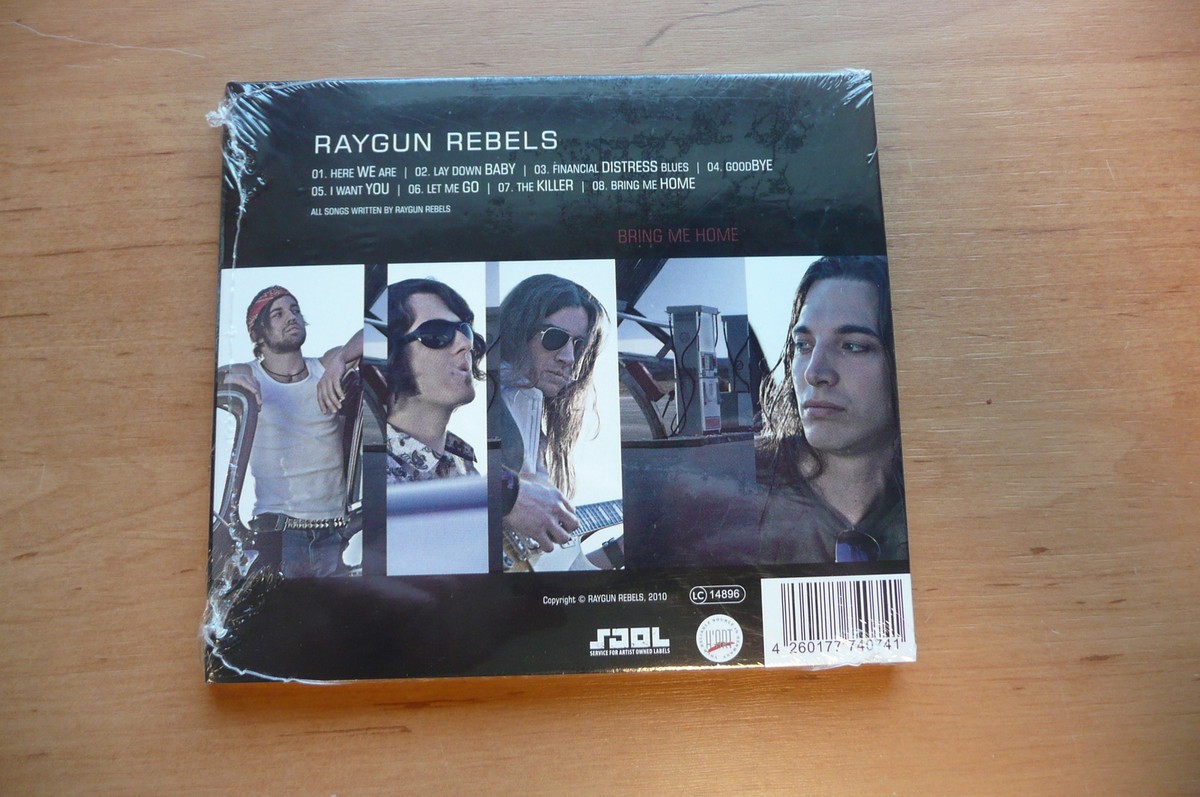 RAYGUN REBELS
01. HERE WE ARE | 02. LAY DOWN BABY | 03. FINANCIAL DISTRESS BLUES | 04. GOODBYE
05. I WANT YOU | 06. LET ME GO | 07. THE KILLER | 08. BRING ME HOME
ALL SONGS WRITTEN BY RAYGUN REBELS
BRING ME HOME
Copyright © RAYGUN REBELS, 2010
LC 14896
SAOL
SERVICE FOR ARTIST OWNED LABELS
4 260177 740741